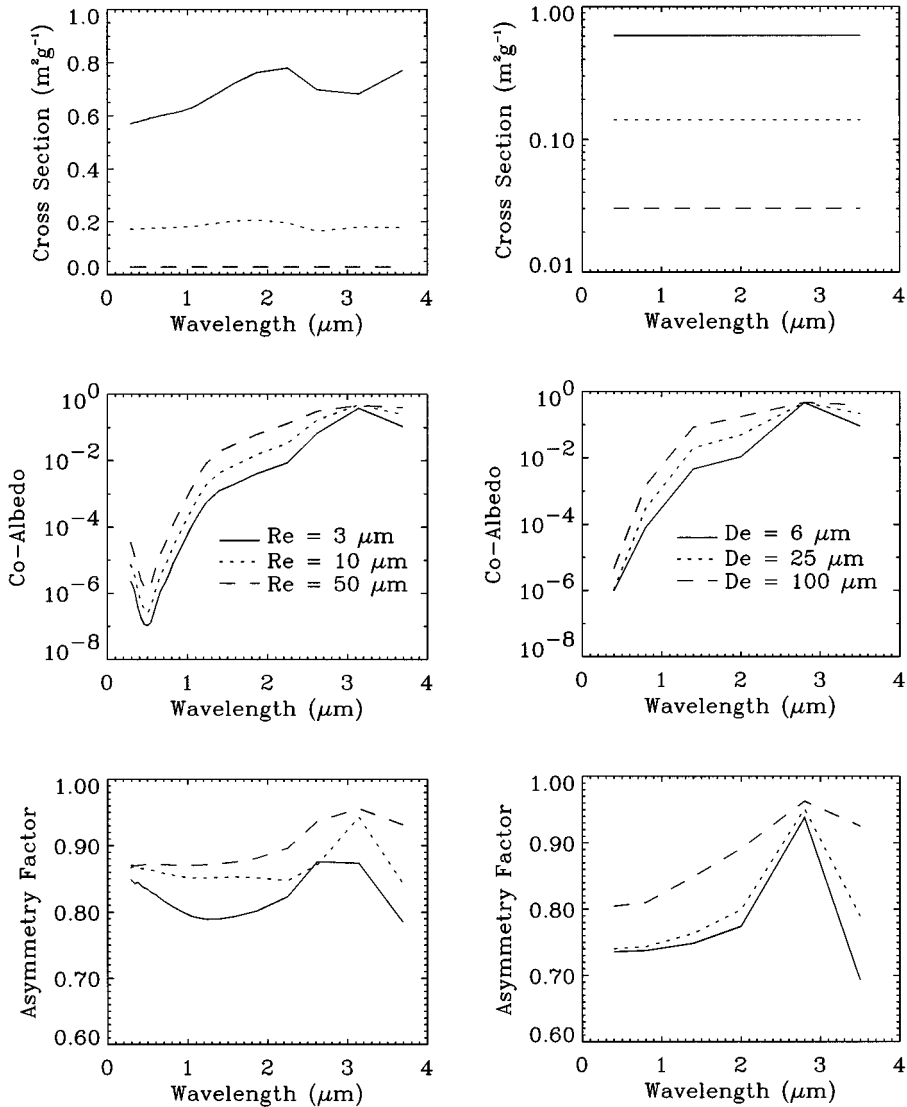 Cross Section (m²g⁻¹)
1.0
0.8
0.6
0.4
0.2
0.0
0 1 2 3 4
Wavelength (μm)
Cross Section (m²g⁻¹)
1.00
0.10
0.01
0 1 2 3 4
Wavelength (μm)
Co-Albedo
10⁰
10⁻²
10⁻⁴
10⁻⁶
10⁻⁸
Re = 3 μm
Re = 10 μm
Re = 50 μm
0 1 2 3 4
Wavelength (μm)
Co-Albedo
10⁰
10⁻²
10⁻⁴
10⁻⁶
10⁻⁸
De = 6 μm
De = 25 μm
De = 100 μm
0 1 2 3 4
Wavelength (μm)
Asymmetry Factor
1.00
0.90
0.80
0.70
0.60
0 1 2 3 4
Wavelength (μm)
Asymmetry Factor
1.00
0.90
0.80
0.70
0.60
0 1 2 3 4
Wavelength (μm)